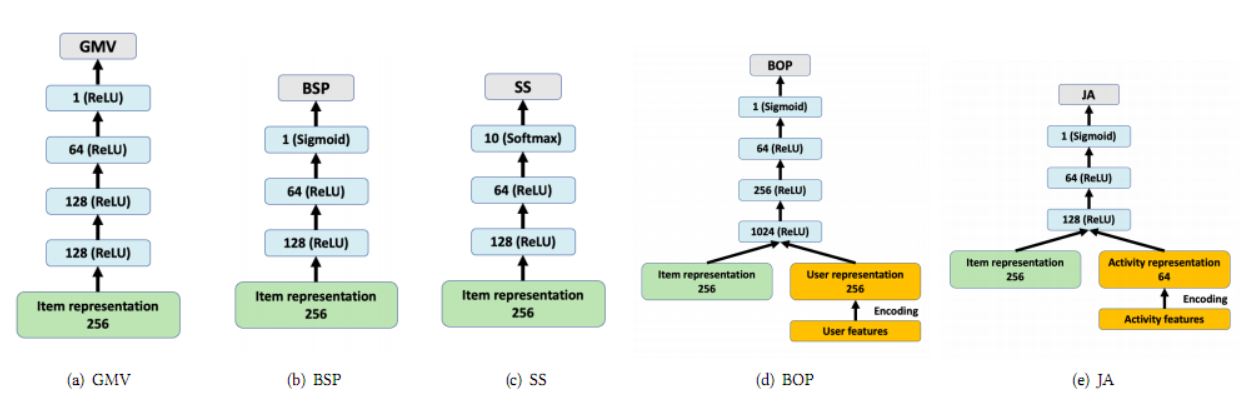 GMV
1 (ReLU)
64 (ReLU)
128 (ReLU)
128 (ReLU)
Item representation
256
(a) GMV
BSP
1 (Sigmoid)
64 (ReLU)
128 (ReLU)
Item representation
256
(b) BSP
SS
10 (Softmax)
64 (ReLU)
128 (ReLU)
Item representation
256
(c) SS
BOP
1 (Sigmoid)
64 (ReLU)
256 (ReLU)
1024 (ReLU)
Item representation
256
User representation
256
Encoding
User features
(d) BOP
JA
1 (Sigmoid)
64 (ReLU)
128 (ReLU)
Item representation
256
Activity representation
64
Encoding
Activity features
(e) JA